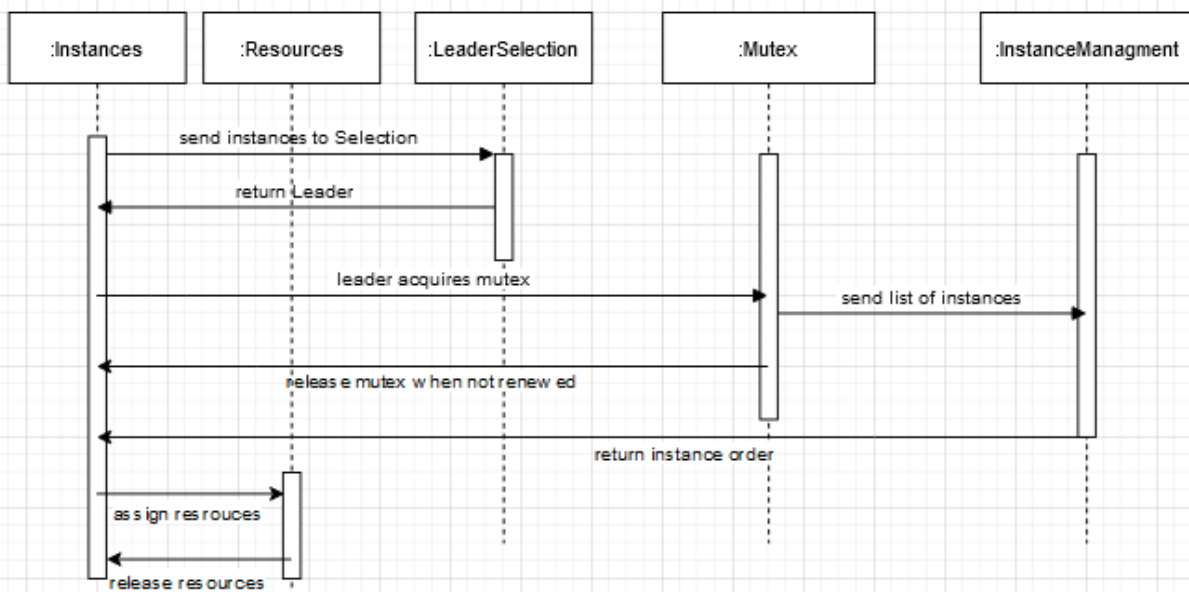 :Instances
:Resources
:LeaderSelection
:Mutex
:InstanceManagment
send instances to Selection
return Leader
leader acquires mutex
send list of instances
release mutex when not renewed
return instance order
assign resrouces
release resources